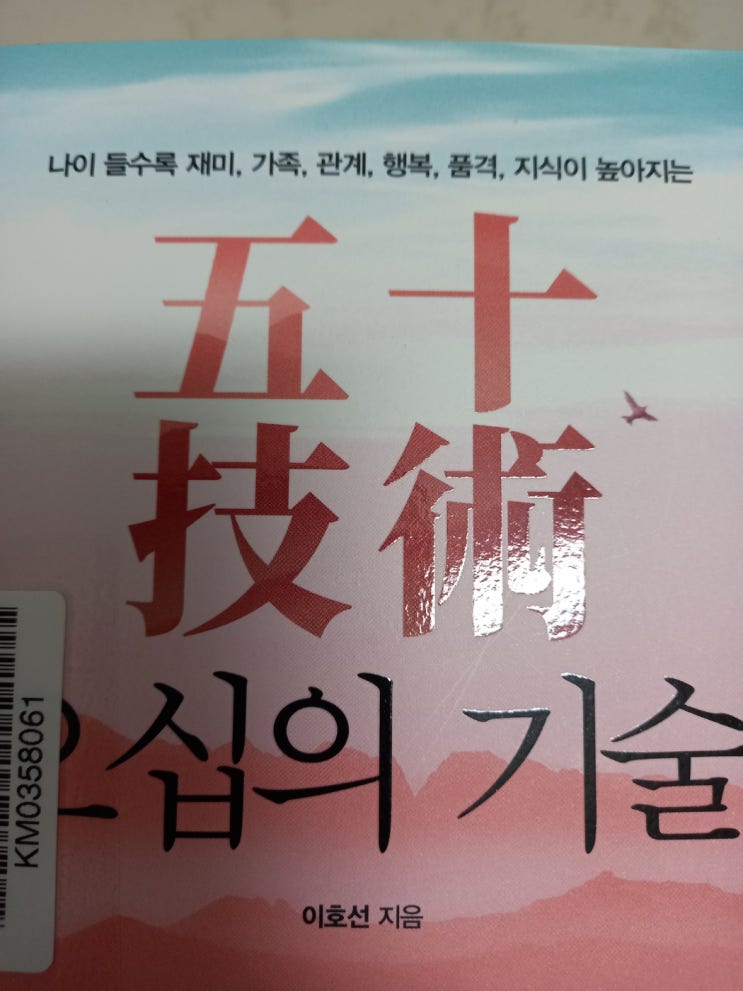 나이 들수록 재미, 가족, 관계, 행복, 품격, 지식이 높아지는
五十
技術
오십의 기술
이호선 지음
KM0358061